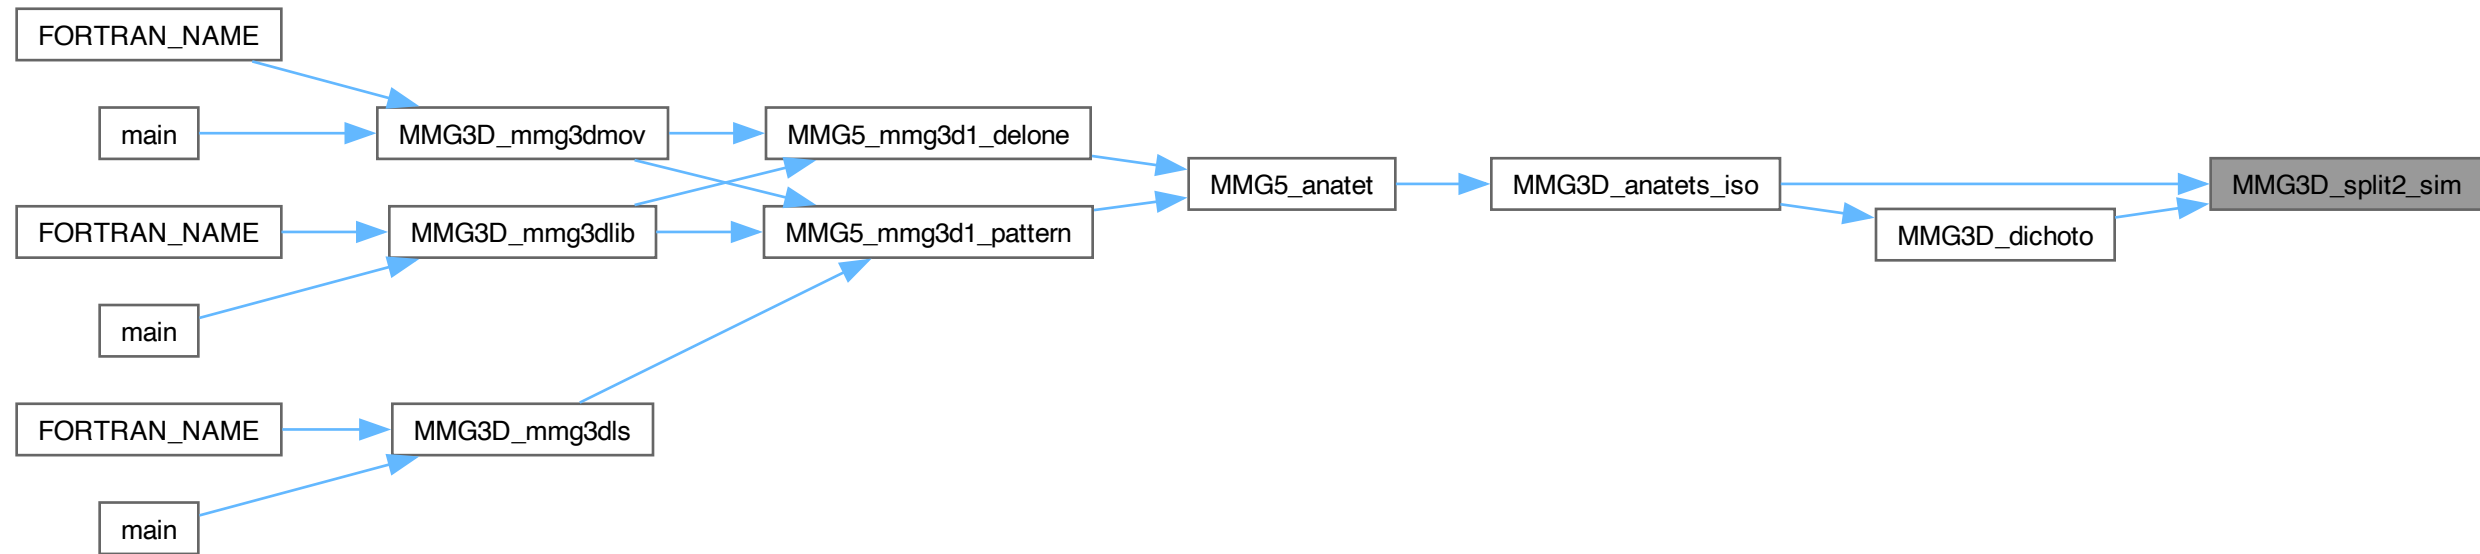 FORTRAN_NAME
main
MMG3D_mmg3dmov
MMG5_mmg3d1_delone
MMG5_anatet
MMG3D_anatets_iso
MMG3D_split2_sim
FORTRAN_NAME
MMG3D_mmg3dlib
MMG5_mmg3d1_pattern
MMG3D_dichoto
main
FORTRAN_NAME
MMG3D_mmg3dls
main